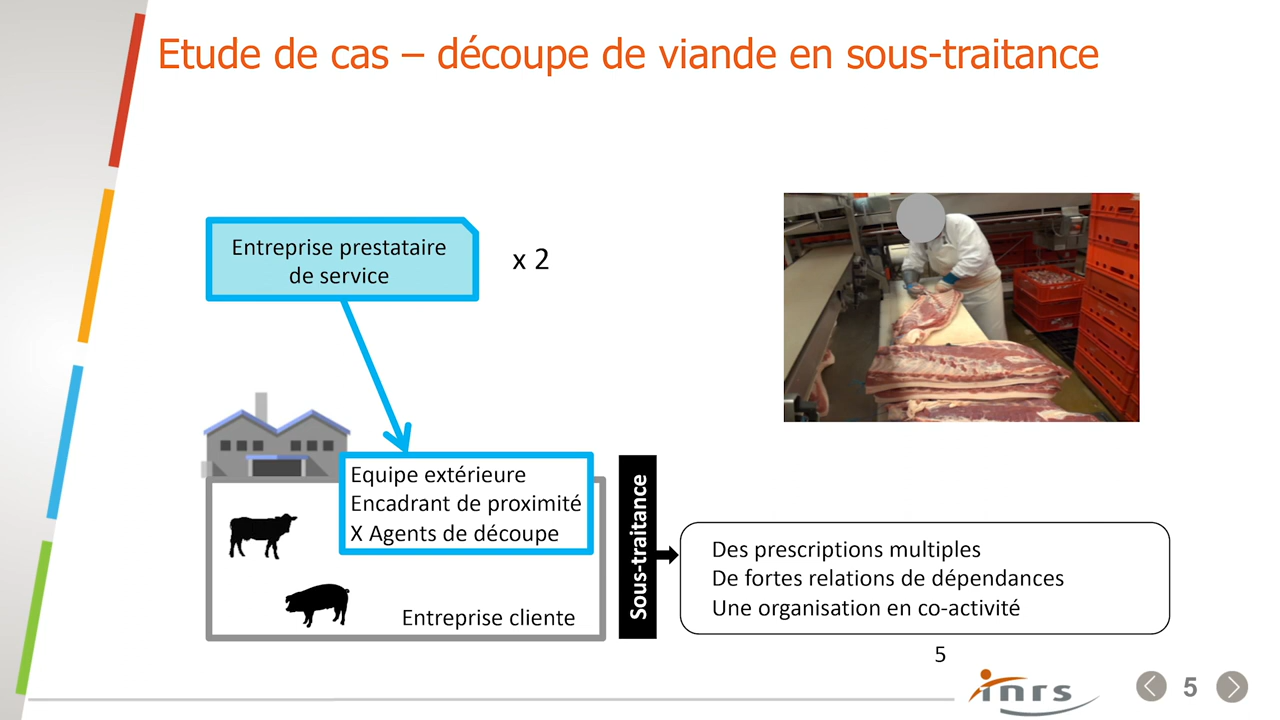 Etude de cas – découpe de viande en sous-traitance
Entreprise prestataire
de service
x 2
Equipe extérieure
Encadrant de proximité
X Agents de découpe
Entreprise cliente
Sous-traitance
Des prescriptions multiples
De fortes relations de dépendances
Une organisation en co-activité
5
inrs
5